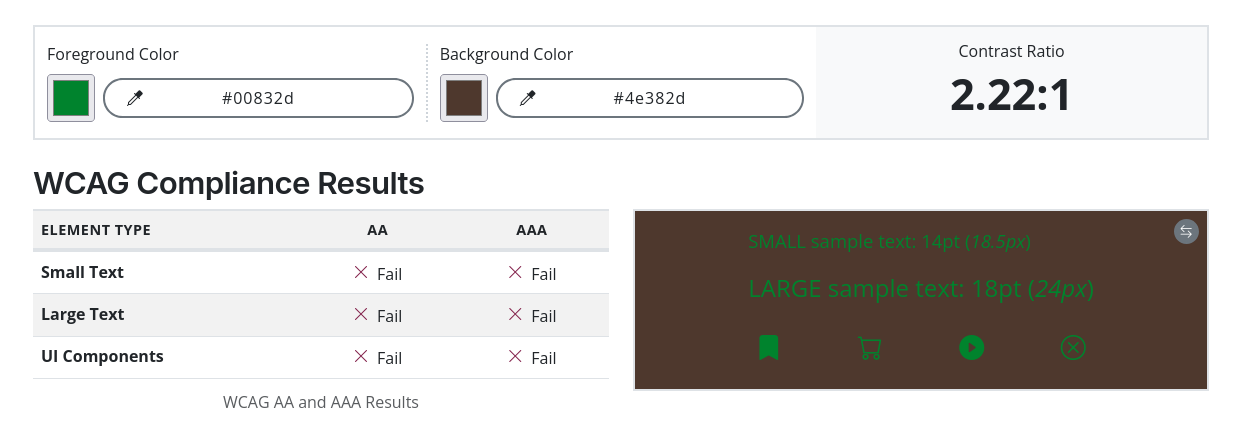 Foreground Color
#00832d
Background Color
#4e382d
Contrast Ratio
2.22:1
WCAG Compliance Results
ELEMENT TYPE AA AAA
Small Text Fail Fail
Large Text Fail Fail
UI Components Fail Fail
WCAG AA and AAA Results
SMALL sample text: 14pt (18.5px)
LARGE sample text: 18pt (24px)